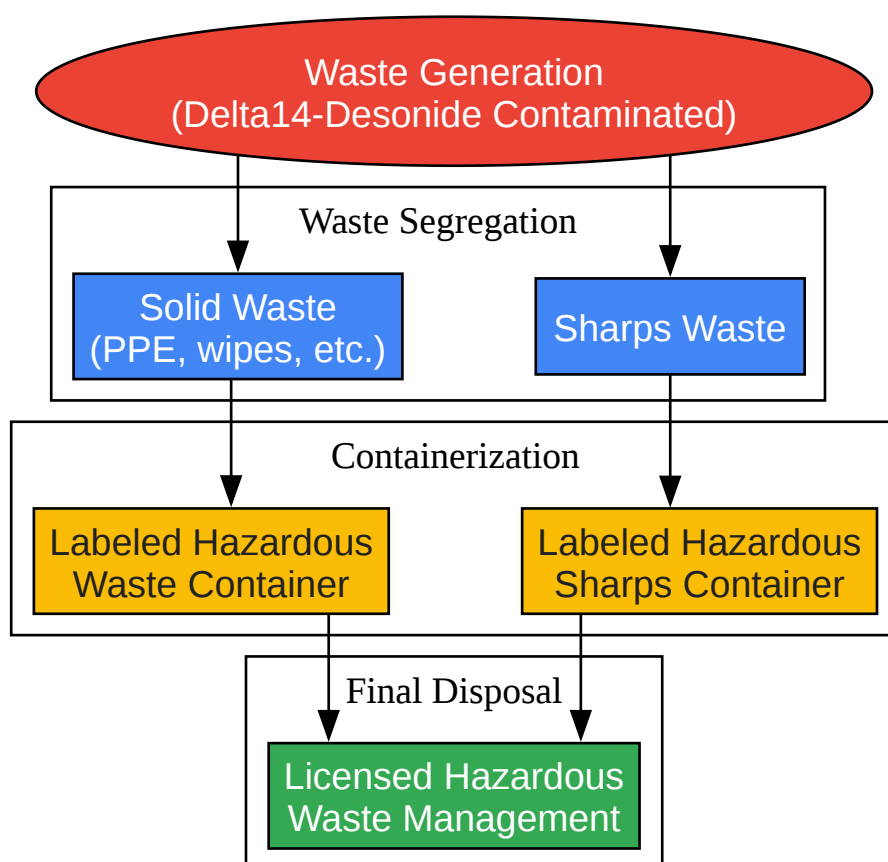 Waste Generation
(Delta14-Desonide Contaminated)
Waste Segregation
Solid Waste
(PPE, wipes, etc.)
Sharps Waste
Containerization
Labeled Hazardous
Waste Container
Labeled Hazardous
Sharps Container
Final Disposal
Licensed Hazardous
Waste Management